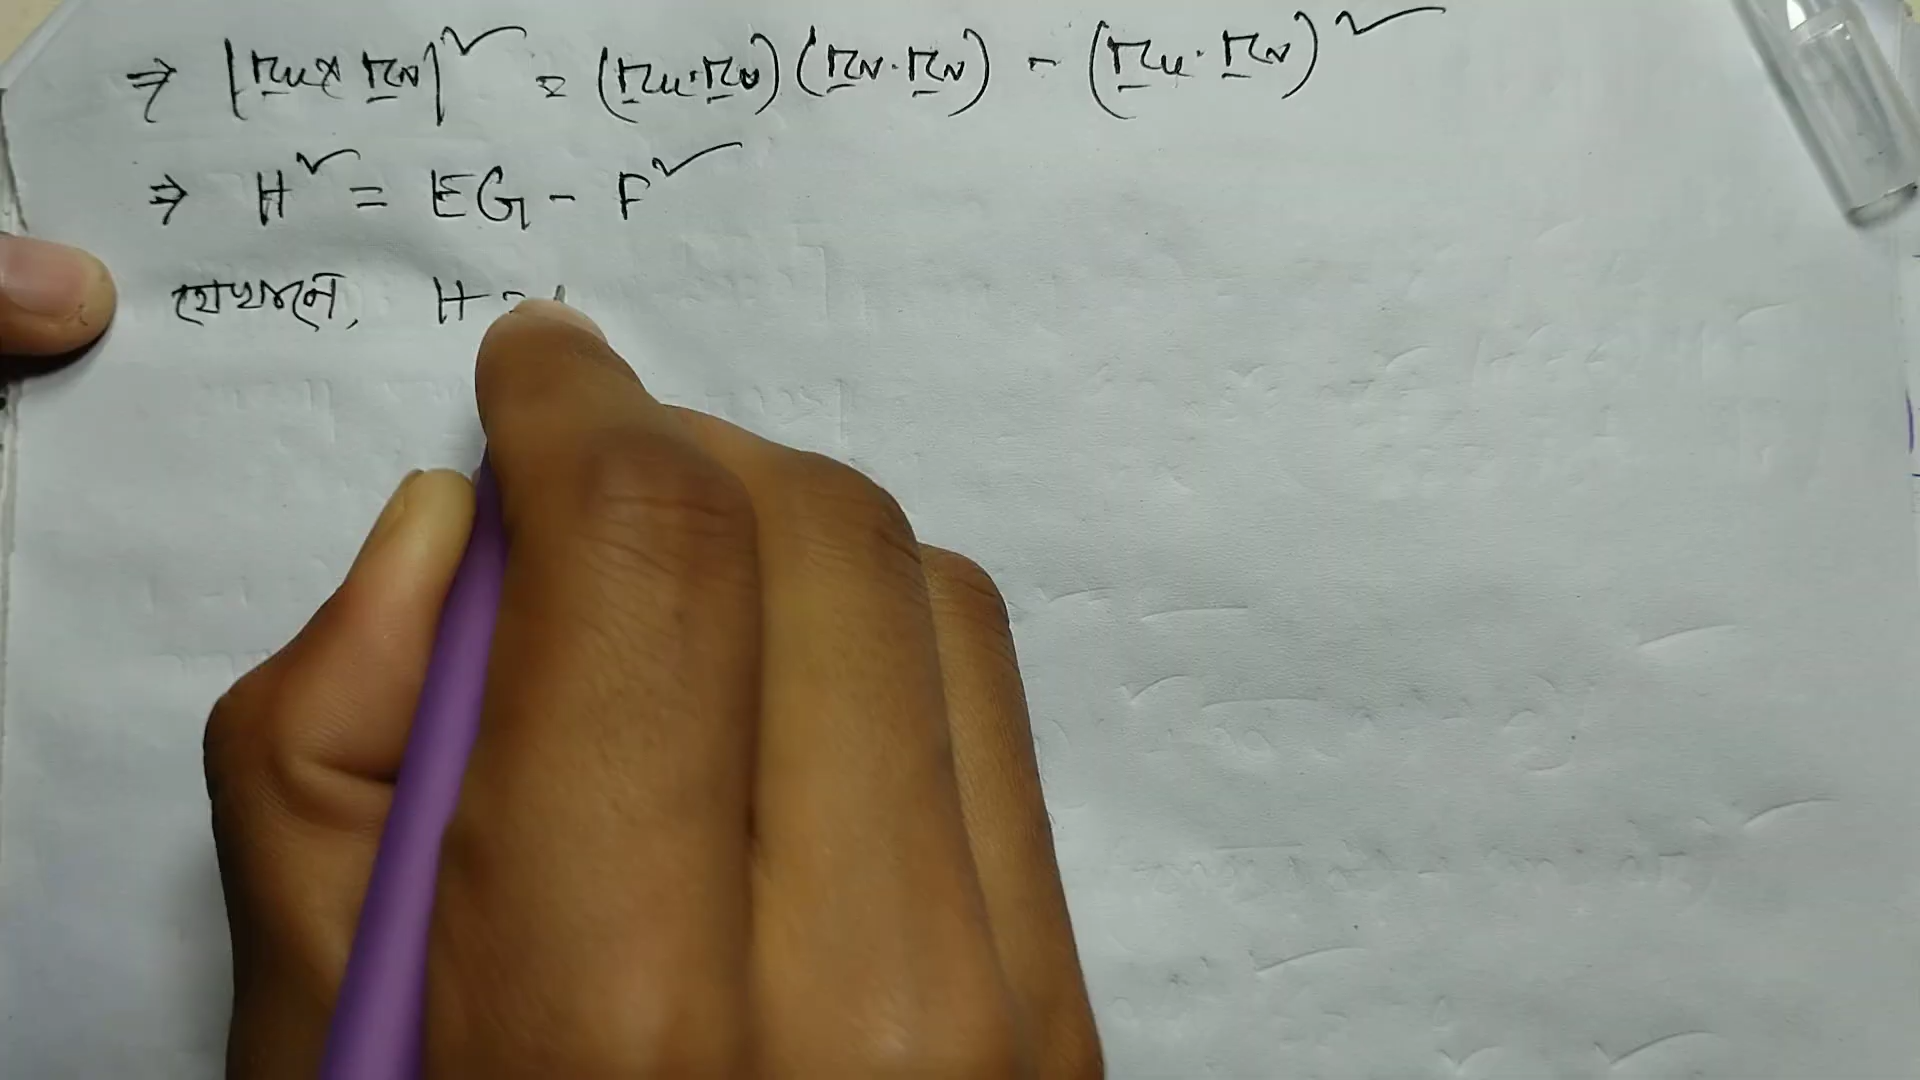 ⇒ |r̲u × r̲v|² = (r̲u · r̲u) (r̲v · r̲v) - (r̲u · r̲v)²
⇒ H² = EG - F²
যেখানে, H =